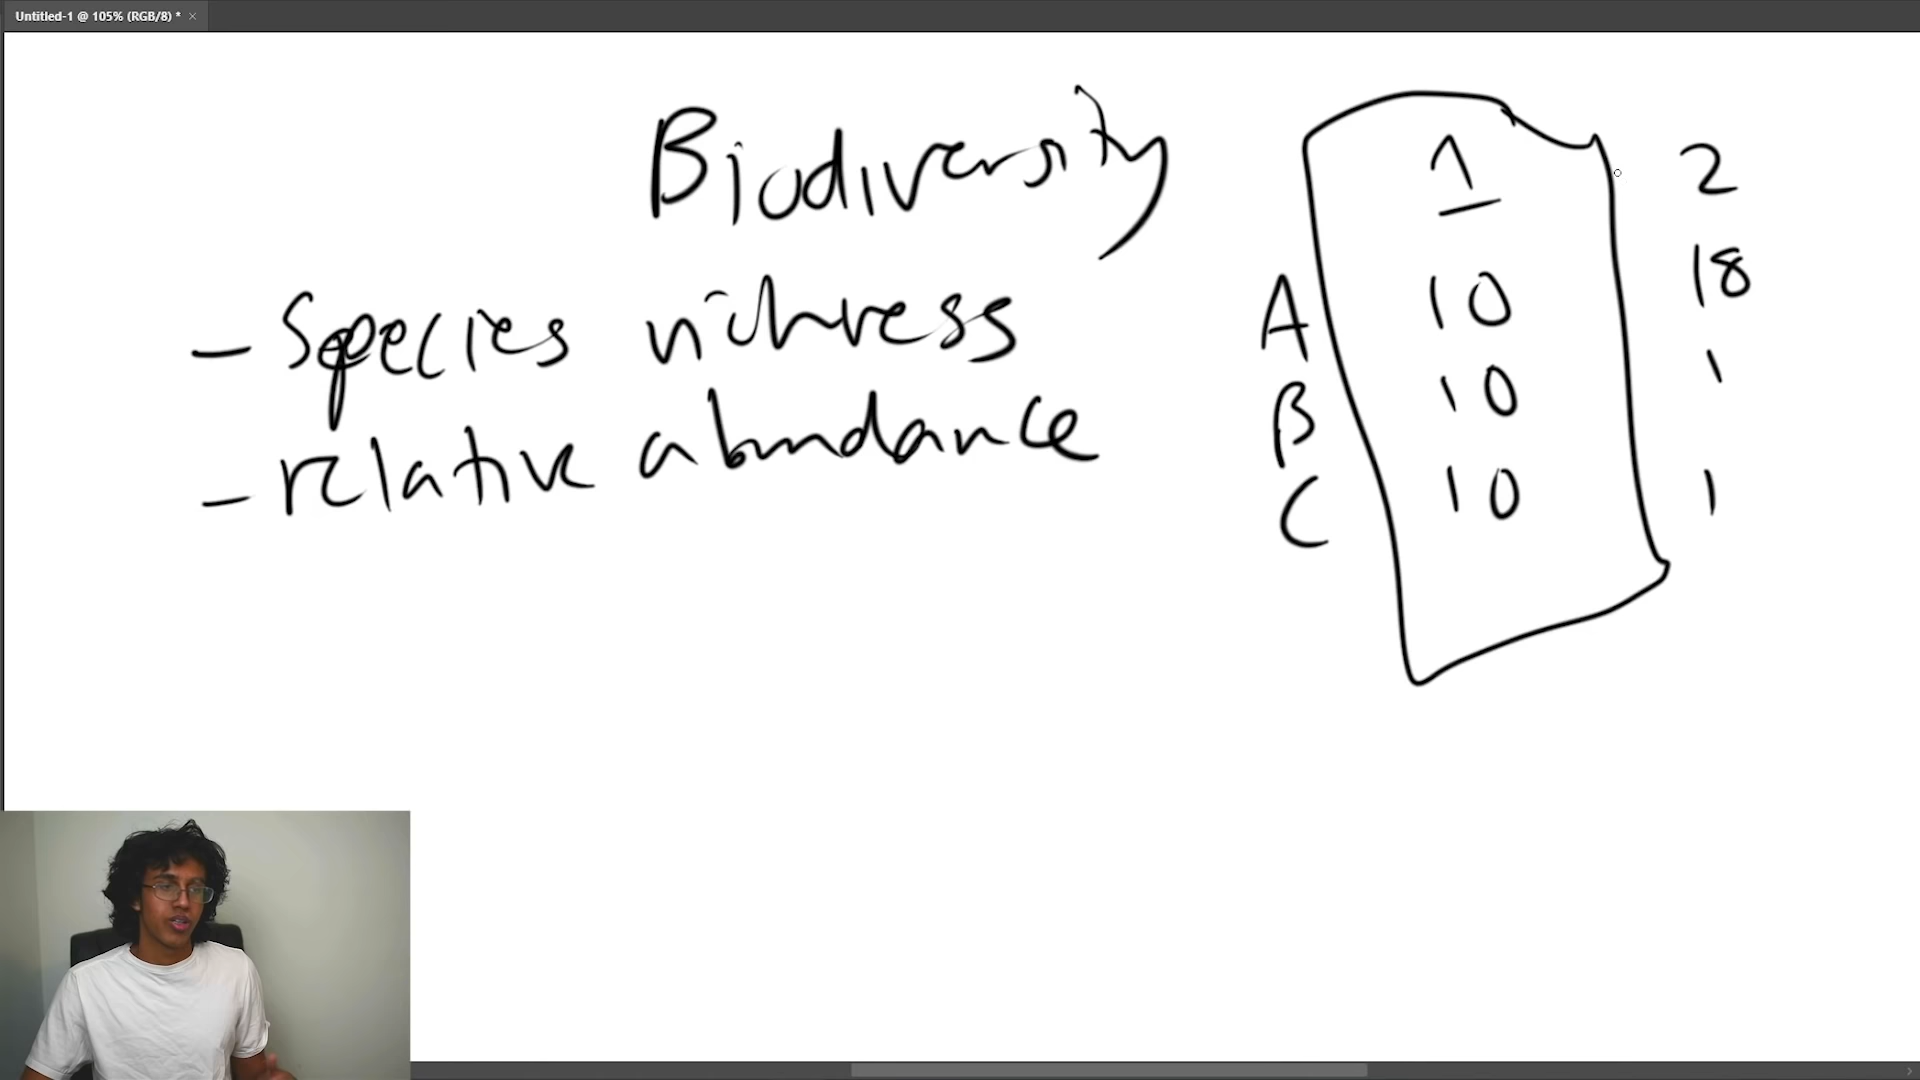 Untitled-1 @ 105% (RGB/8) *
Biodiversity
- Species richness
- relative abundance
1 2
A 10 18
B 10 1
C 10 1